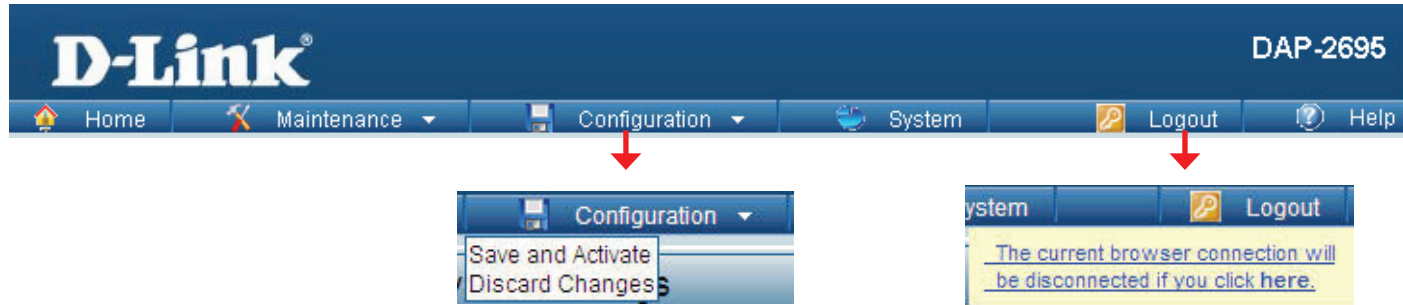 D-Link®
DAP-2695
Home Maintenance Configuration System Logout Help
Configuration
Save and Activate
Discard Changes
ystem Logout
The current browser connection will
be disconnected if you click here.